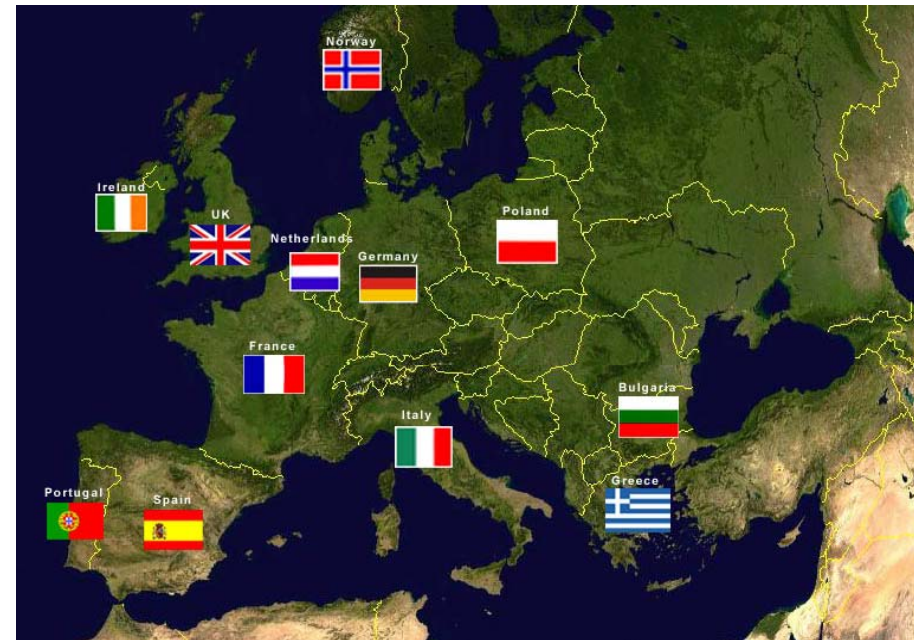 Norway
Ireland
UK
Poland
Netherlands
Germany
France
Bulgaria
Italy
Greece
Portugal
Spain